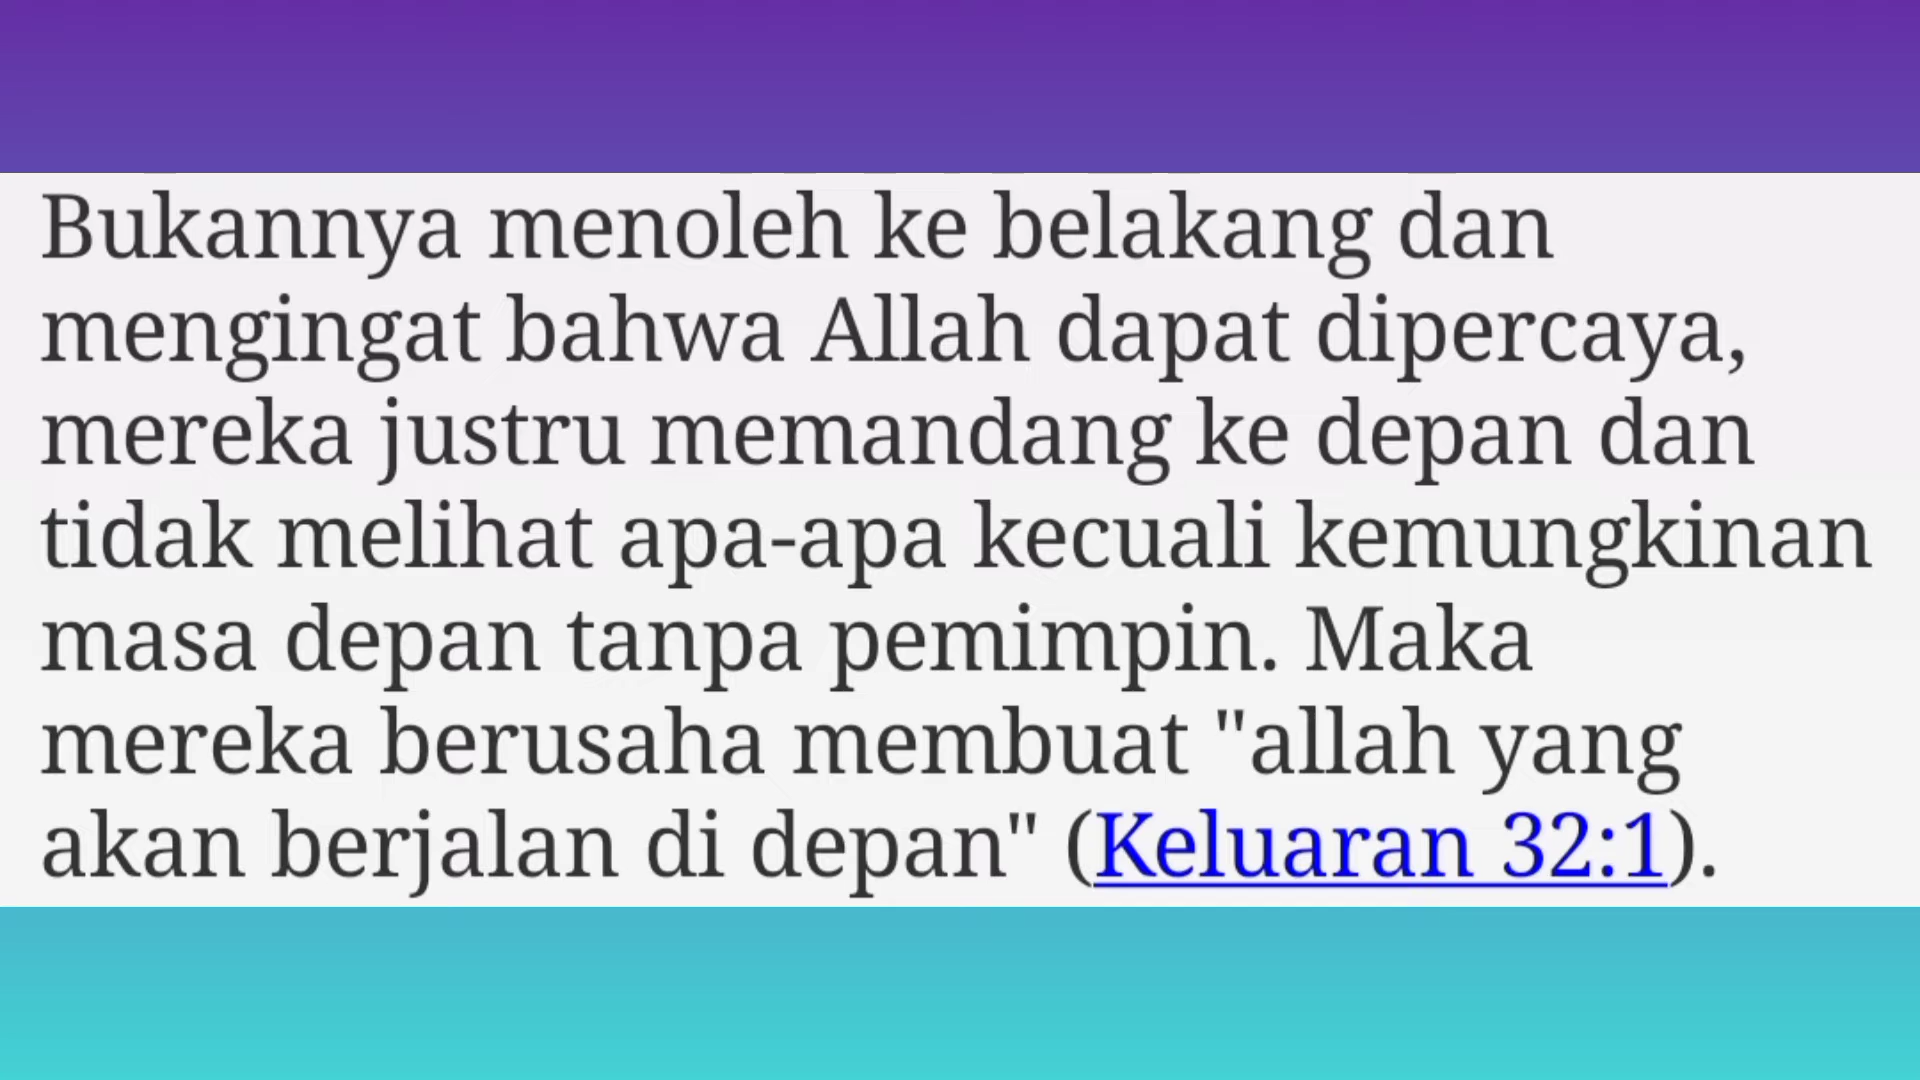 Bukannya menoleh ke belakang dan
mengingat bahwa Allah dapat dipercaya,
mereka justru memandang ke depan dan
tidak melihat apa-apa kecuali kemungkinan
masa depan tanpa pemimpin. Maka
mereka berusaha membuat "allah yang
akan berjalan di depan" (Keluaran 32:1).